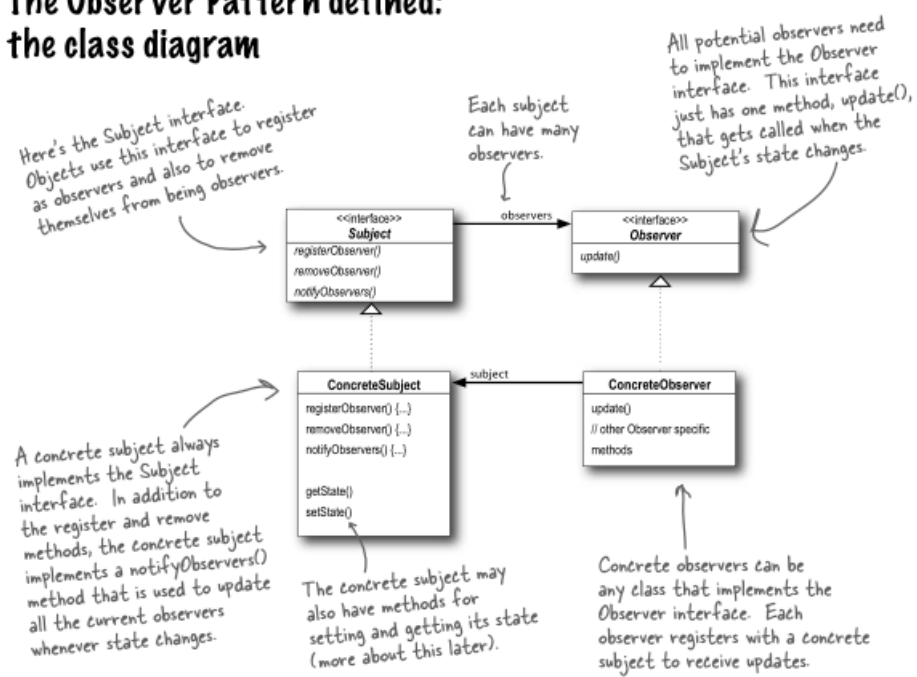 The Observer Pattern defined:
the class diagram
All potential observers need
to implement the Observer
interface. This interface
just has one method, update(),
that gets called when the
Subject's state changes.
Here's the Subject interface.
Objects use this interface to register
as observers and also to remove
themselves from being observers.
Each subject
can have many
observers.
<<interface>>
Subject
registerObserver()
removeObserver()
notifyObservers()
observers
<<interface>>
Observer
update()
ConcreteSubject
registerObserver() {...}
removeObserver() {...}
notifyObservers() {...}
getState()
setState()
subject
ConcreteObserver
update()
// other Observer specific
methods
A concrete subject always
implements the Subject
interface. In addition to
the register and remove
methods, the concrete subject
implements a notifyObservers()
method that is used to update
all the current observers
whenever state changes.
The concrete subject may
also have methods for
setting and getting its state
(more about this later).
Concrete observers can be
any class that implements the
Observer interface. Each
observer registers with a concrete
subject to receive updates.